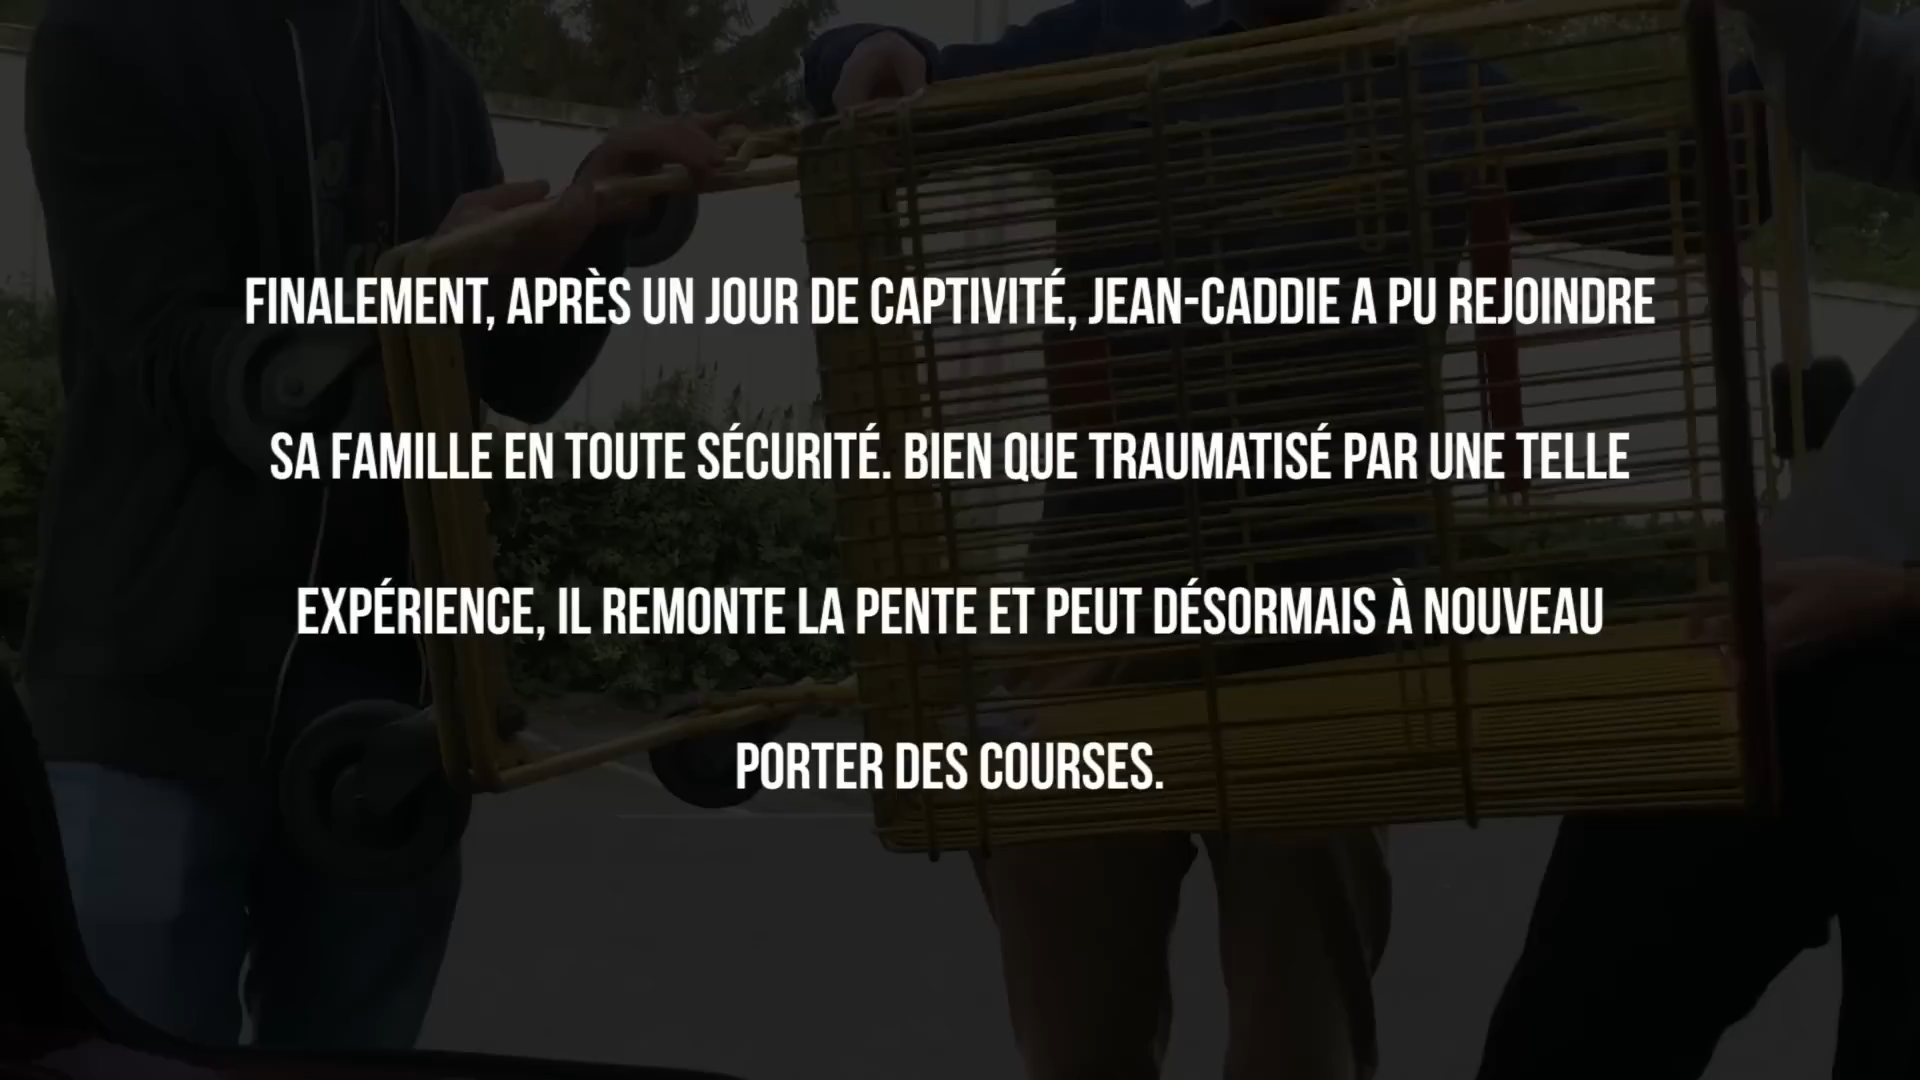 FINALEMENT, APRÈS UN JOUR DE CAPTIVITÉ, JEAN-CADDIE A PU REJOINDRE
SA FAMILLE EN TOUTE SÉCURITÉ. BIEN QUE TRAUMATISÉ PAR UNE TELLE
EXPÉRIENCE, IL REMONTE LA PENTE ET PEUT DÉSORMAIS À NOUVEAU
PORTER DES COURSES.